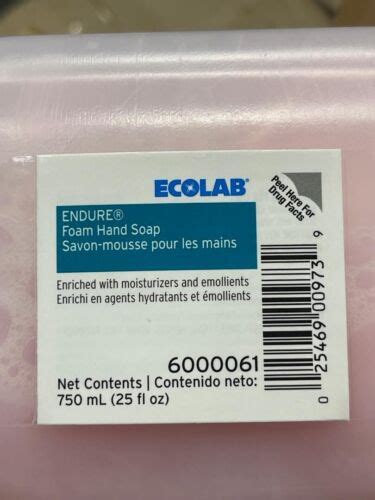 ECOLAB®
Peel Here For
Drug Facts
ENDURE®
Foam Hand Soap
Savon-mousse pour les mains
Enriched with moisturizers and emollients
Enrichi en agents hydratants et émollients
6000061
Net Contents | Contenido neto:
750 mL (25 fl oz)
0 25469 00973 9